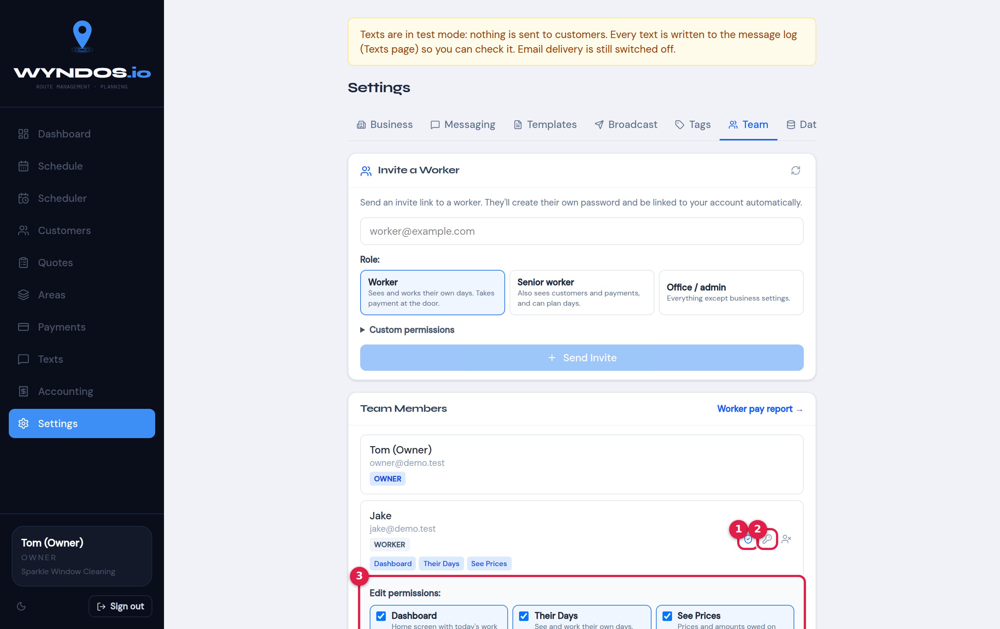 WYNDOS.io
ROUTE MANAGEMENT · PLANNING
Dashboard
Schedule
Scheduler
Customers
Quotes
Areas
Payments
Texts
Accounting
Settings
Tom (Owner)
OWNER
Sparkle Window Cleaning
Sign out
Texts are in test mode: nothing is sent to customers. Every text is written to the message log
(Texts page) so you can check it. Email delivery is still switched off.
Settings
Business
Messaging
Templates
Broadcast
Tags
Team
Dat
Invite a Worker
Send an invite link to a worker. They'll create their own password and be linked to your account automatically.
worker@example.com
Role:
Worker
Sees and works their own days. Takes
payment at the door.
Senior worker
Also sees customers and payments,
and can plan days.
Office / admin
Everything except business settings.
Custom permissions
+ Send Invite
Team Members
Worker pay report →
Tom (Owner)
owner@demo.test
OWNER
Jake
jake@demo.test
WORKER
Dashboard
Their Days
See Prices
1
2
3
Edit permissions:
Dashboard
Home screen with today's work
Their Days
See and work their own days.
See Prices
Prices and amounts owed on